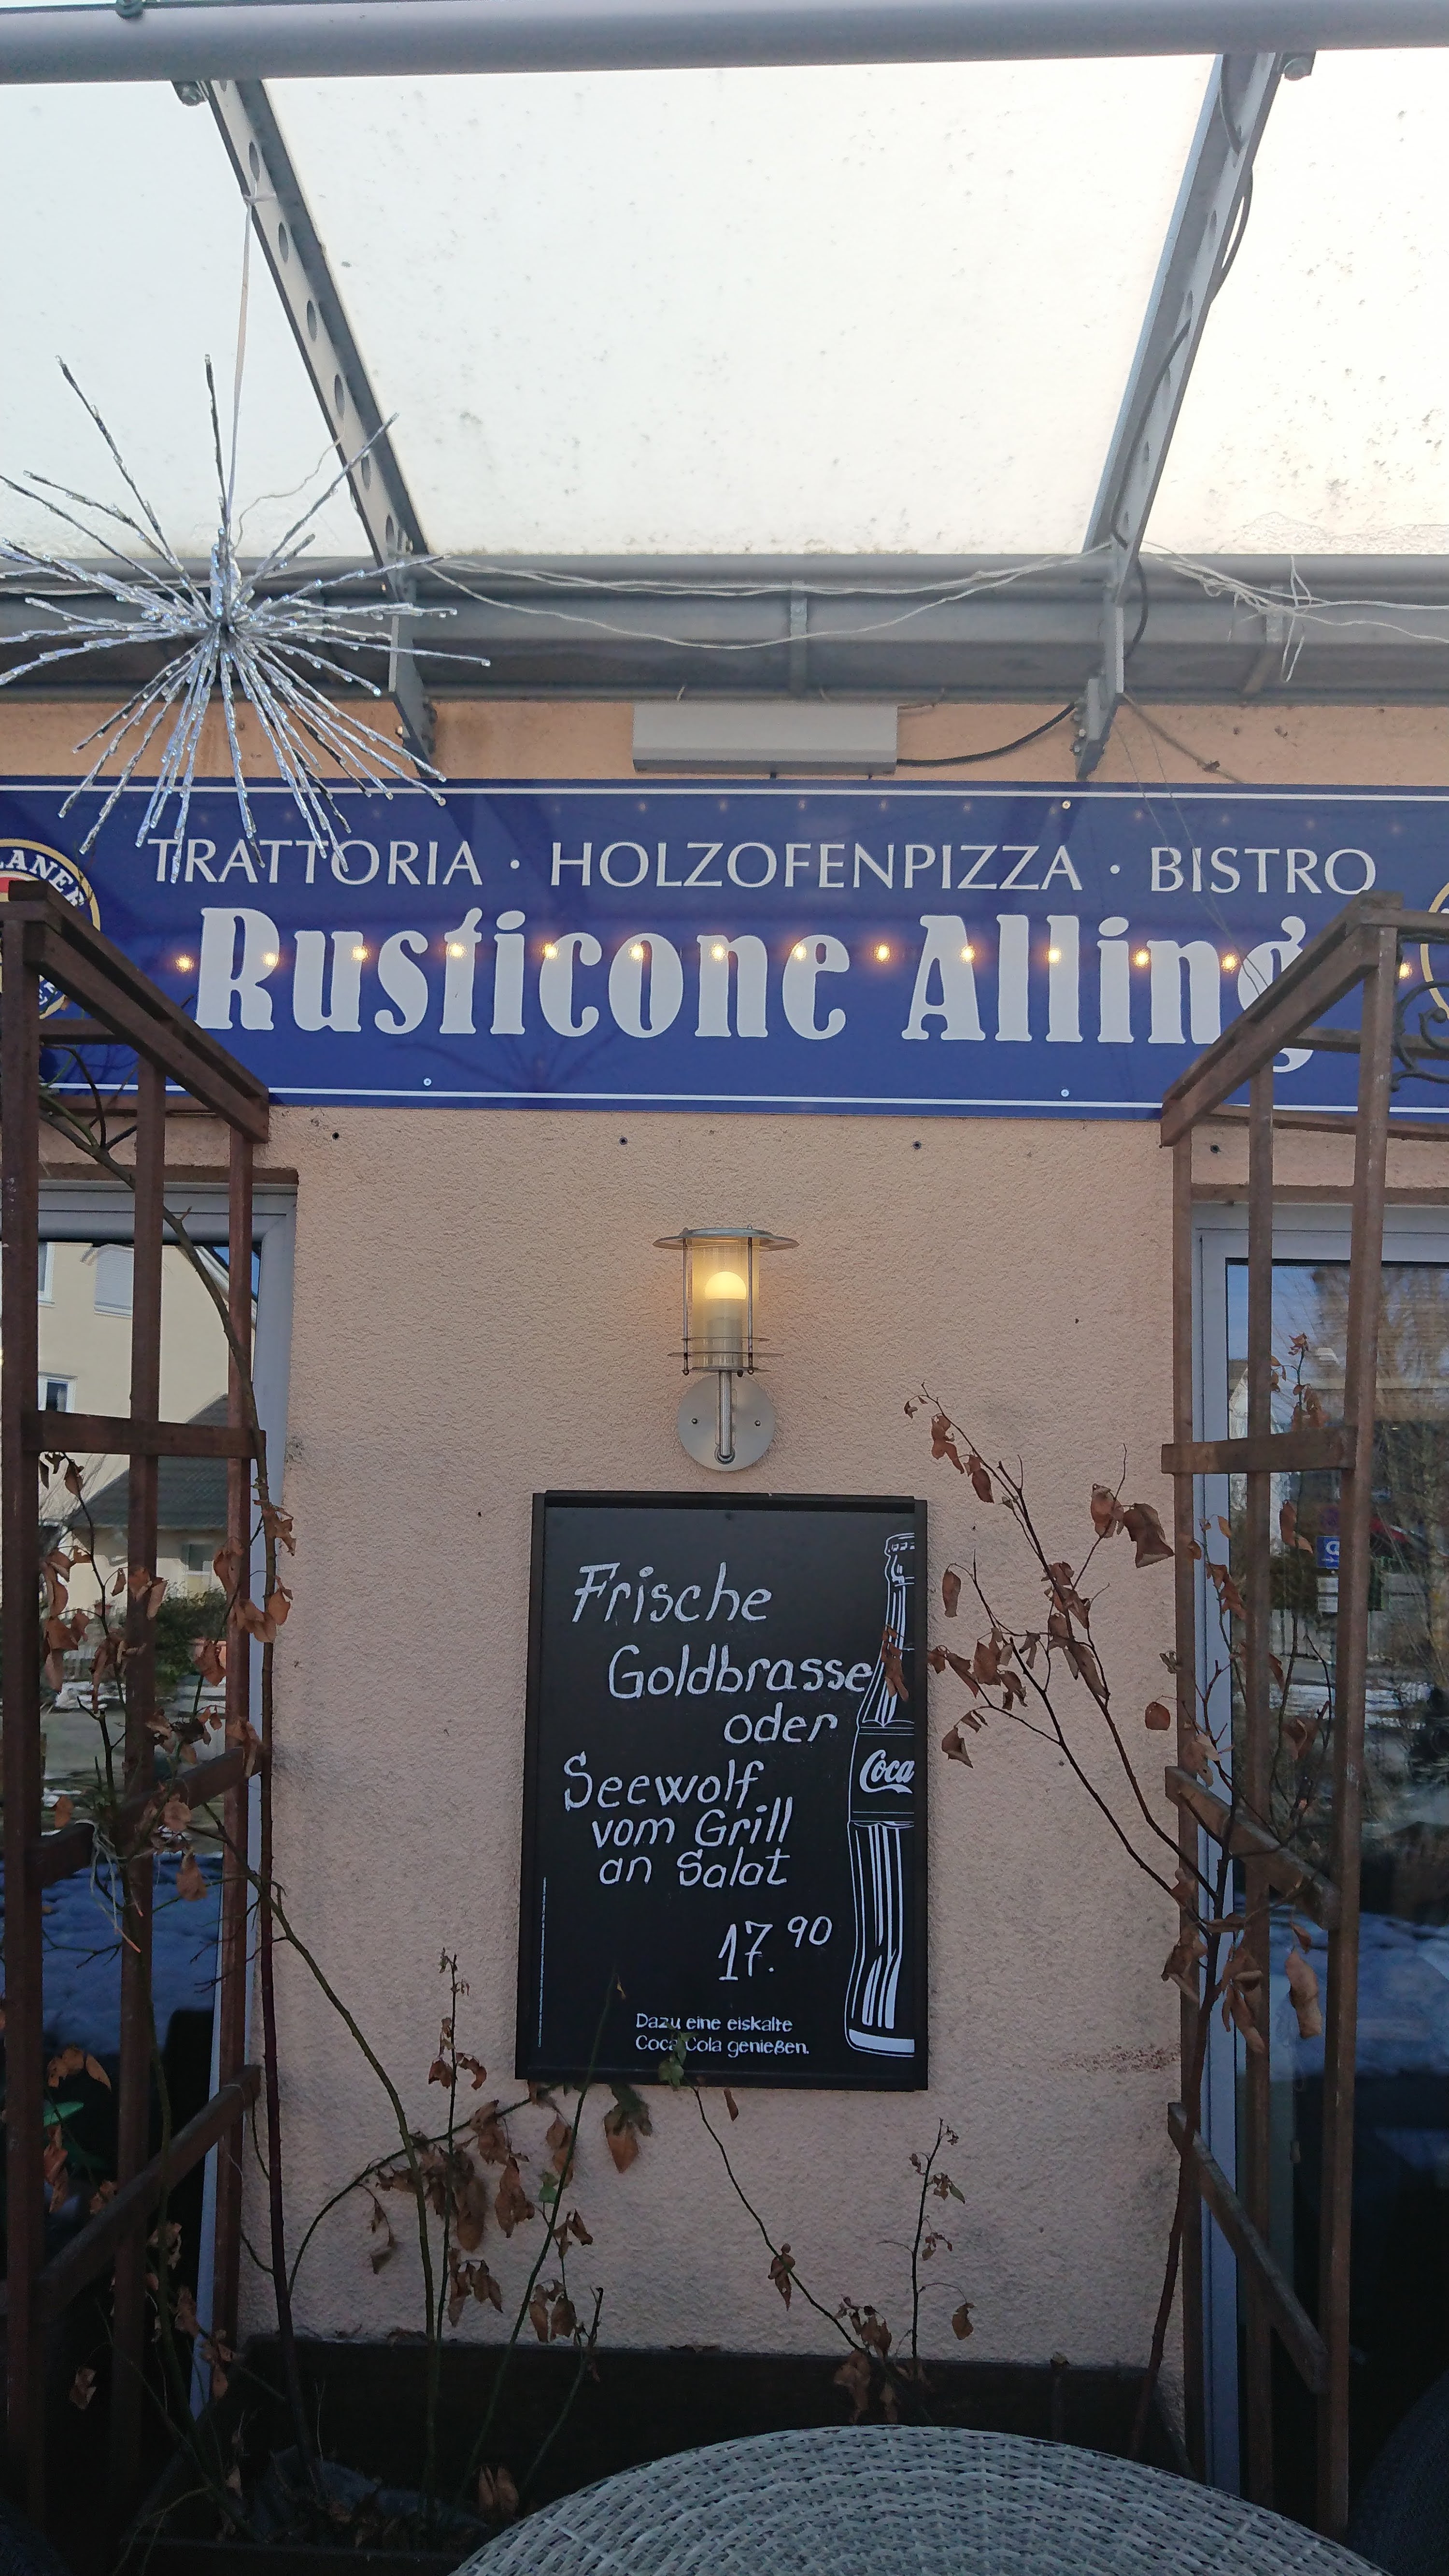 TRATTORIA · HOLZOFENPIZZA · BISTRO
Rusticone Alling
Frische
Goldbrasse
oder
Seewolf
vom Grill
an Salat
17.90
Coca
Dazu eine eiskalte
Coca-Cola genießen.